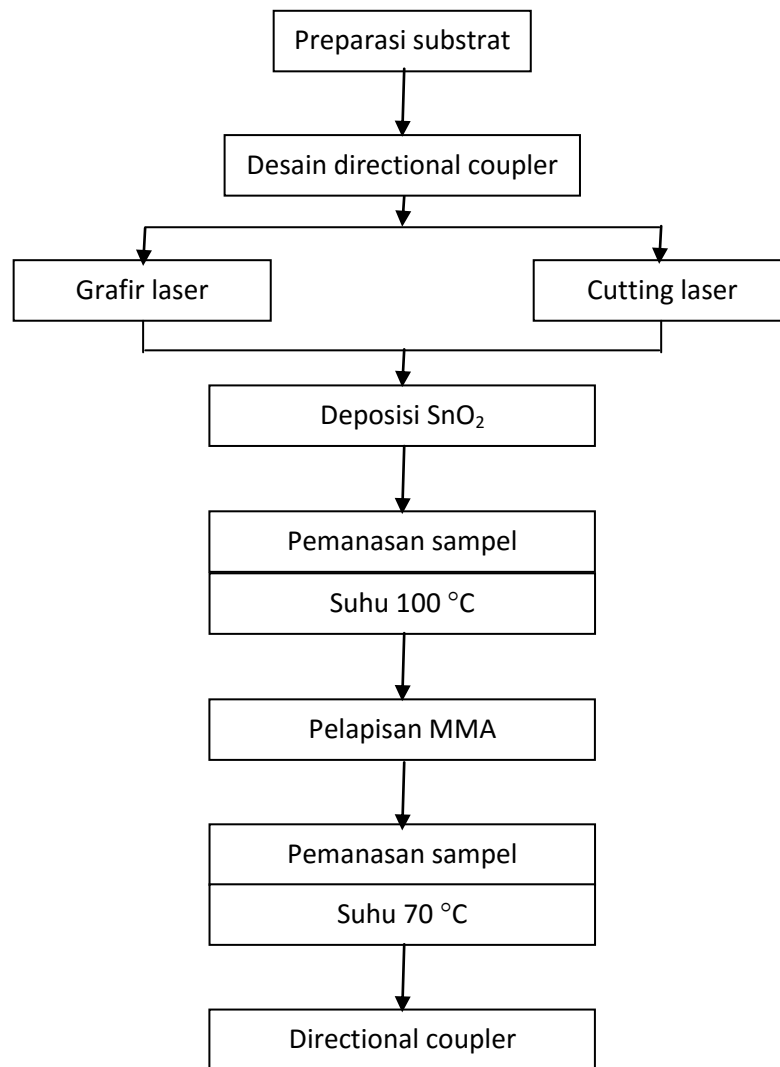 Preparasi substrat
Desain directional coupler
Grafir laser
Cutting laser
Deposisi SnO₂
Pemanasan sampel
Suhu 100 °C
Pelapisan MMA
Pemanasan sampel
Suhu 70 °C
Directional coupler